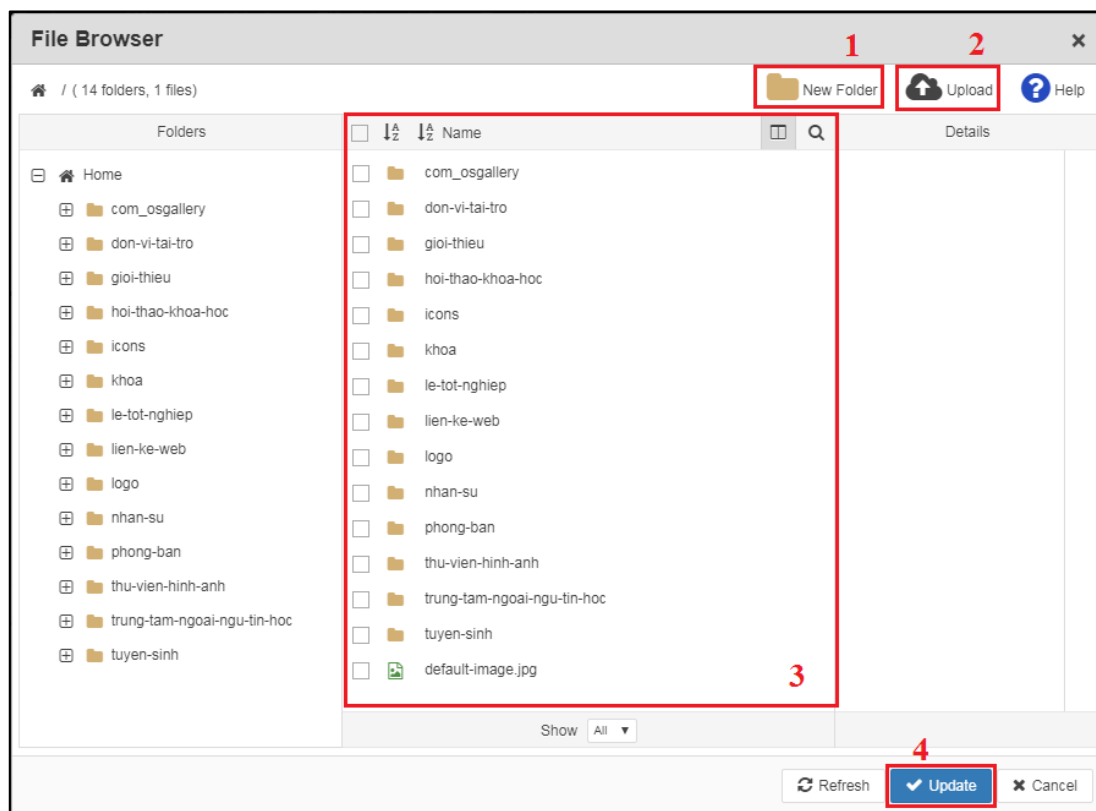 File Browser
1
2
/ ( 14 folders, 1 files)
New Folder
Upload
? Help
Folders
Name
Details
Home
com_osgallery
don-vi-tai-tro
gioi-thieu
hoi-thao-khoa-hoc
icons
khoa
le-tot-nghiep
lien-ke-web
logo
nhan-su
phong-ban
thu-vien-hinh-anh
trung-tam-ngoai-ngu-tin-hoc
tuyen-sinh
com_osgallery
don-vi-tai-tro
gioi-thieu
hoi-thao-khoa-hoc
icons
khoa
le-tot-nghiep
lien-ke-web
logo
nhan-su
phong-ban
thu-vien-hinh-anh
trung-tam-ngoai-ngu-tin-hoc
tuyen-sinh
default-image.jpg
3
Show All
4
Refresh
Update
Cancel